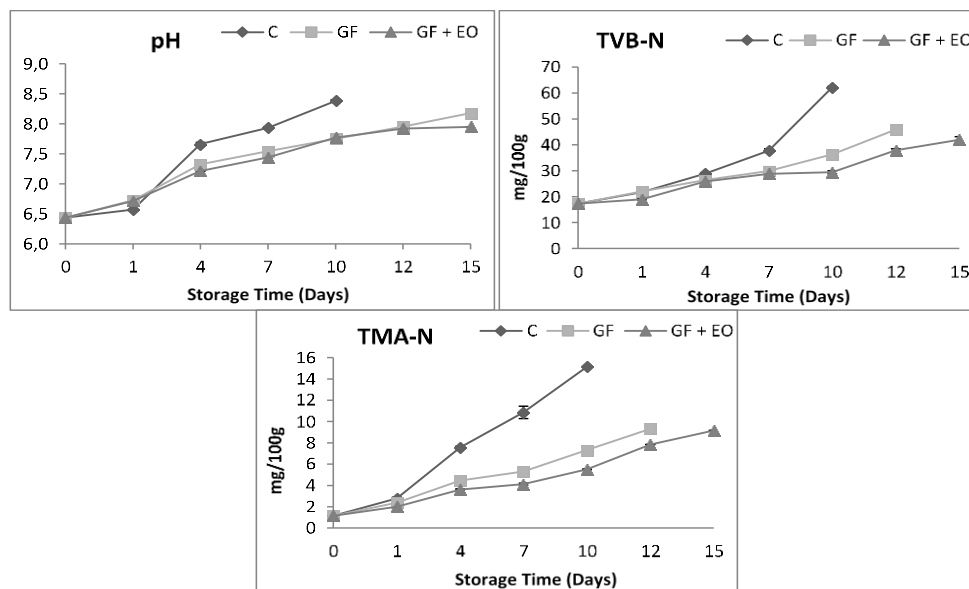 pH
C GF GF + EO
9,0
8,5
8,0
7,5
7,0
6,5
6,0
0 1 4 7 10 12 15
Storage Time (Days)
TVB-N
C GF GF + EO
70
60
50
40
30
20
10
0
mg/100g
0 1 4 7 10 12 15
Storage Time (Days)
TMA-N
C GF GF + EO
16
14
12
10
8
6
4
2
0
mg/100g
0 1 4 7 10 12 15
Storage Time (Days)